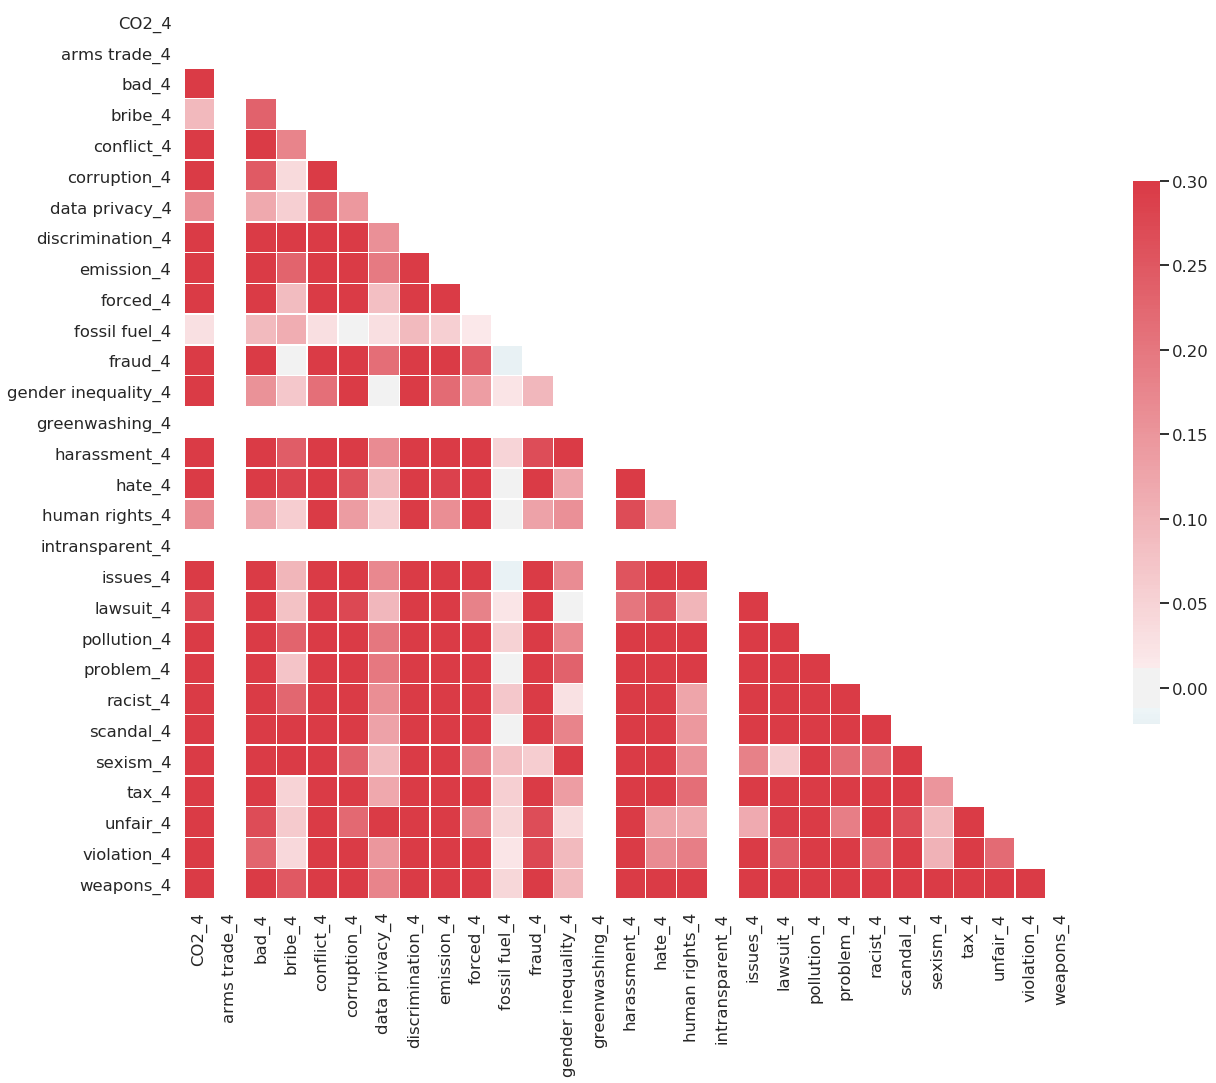 CO2_4
arms trade_4
bad_4
bribe_4
conflict_4
corruption_4
data privacy_4
discrimination_4
emission_4
forced_4
fossil fuel_4
fraud_4
gender inequality_4
greenwashing_4
harassment_4
hate_4
human rights_4
intransparent_4
issues_4
lawsuit_4
pollution_4
problem_4
racist_4
scandal_4
sexism_4
tax_4
unfair_4
violation_4
weapons_4
0.30
0.25
0.20
0.15
0.10
0.05
0.00
CO2_4
arms trade_4
bad_4
bribe_4
conflict_4
corruption_4
data privacy_4
discrimination_4
emission_4
forced_4
fossil fuel_4
fraud_4
gender inequality_4
greenwashing_4
harassment_4
hate_4
human rights_4
intransparent_4
issues_4
lawsuit_4
pollution_4
problem_4
racist_4
scandal_4
sexism_4
tax_4
unfair_4
violation_4
weapons_4